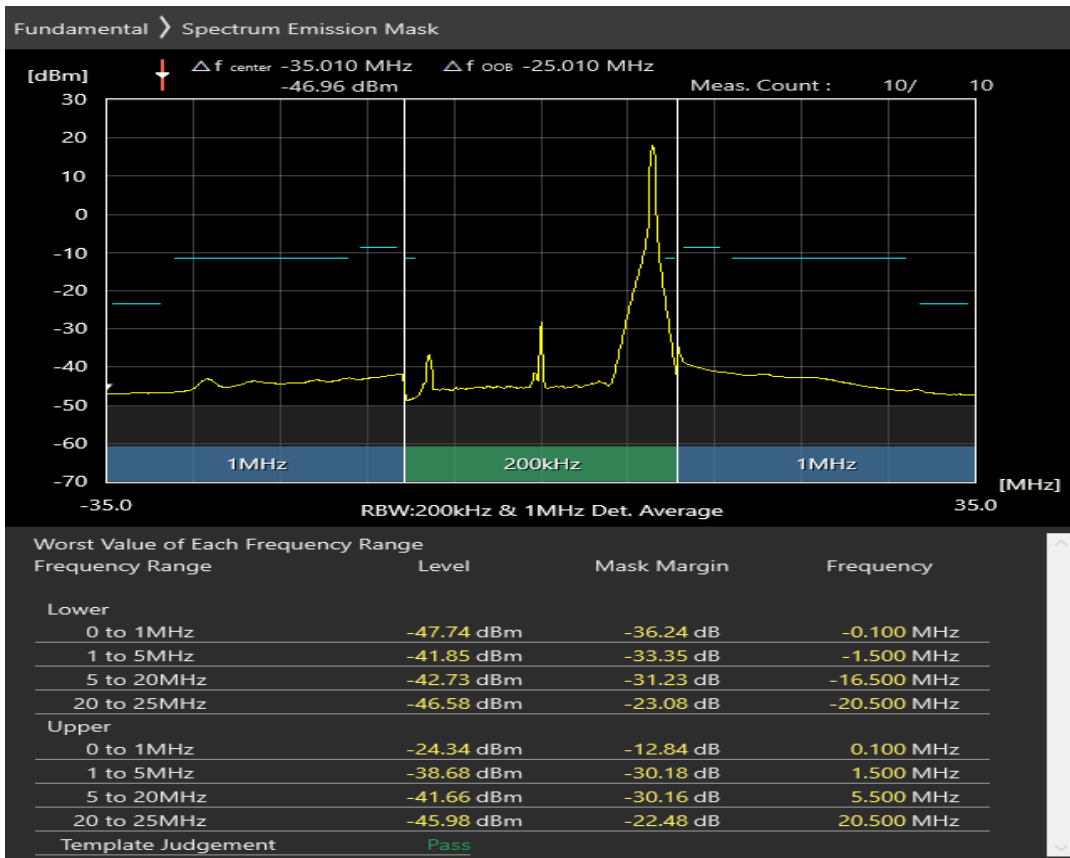 Fundamental ❯ Spectrum Emission Mask
[dBm] △f center -35.010 MHz △f OOB -25.010 MHz
-46.96 dBm Meas. Count : 10/ 10
30
20
10
0
-10
-20
-30
-40
-50
-60
1MHz 200kHz 1MHz
-70 [MHz]
-35.0 RBW:200kHz & 1MHz Det. Average 35.0
Worst Value of Each Frequency Range
Frequency Range Level Mask Margin Frequency
Lower
0 to 1MHz -47.74 dBm -36.24 dB -0.100 MHz
1 to 5MHz -41.85 dBm -33.35 dB -1.500 MHz
5 to 20MHz -42.73 dBm -31.23 dB -16.500 MHz
20 to 25MHz -46.58 dBm -23.08 dB -20.500 MHz
Upper
0 to 1MHz -24.34 dBm -12.84 dB 0.100 MHz
1 to 5MHz -38.68 dBm -30.18 dB 1.500 MHz
5 to 20MHz -41.66 dBm -30.16 dB 5.500 MHz
20 to 25MHz -45.98 dBm -22.48 dB 20.500 MHz
Template Judgement Pass